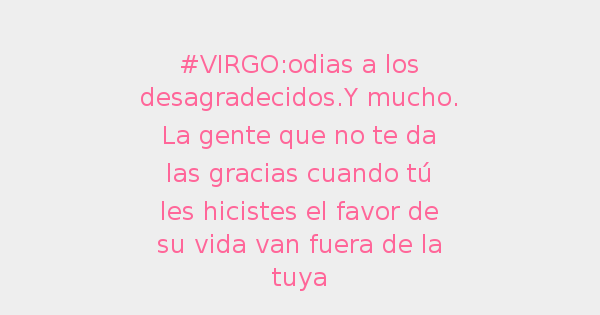 #VIRGO:odias a los
desagradecidos.Y mucho.
La gente que no te da
las gracias cuando tú
les hicistes el favor de
su vida van fuera de la
tuya